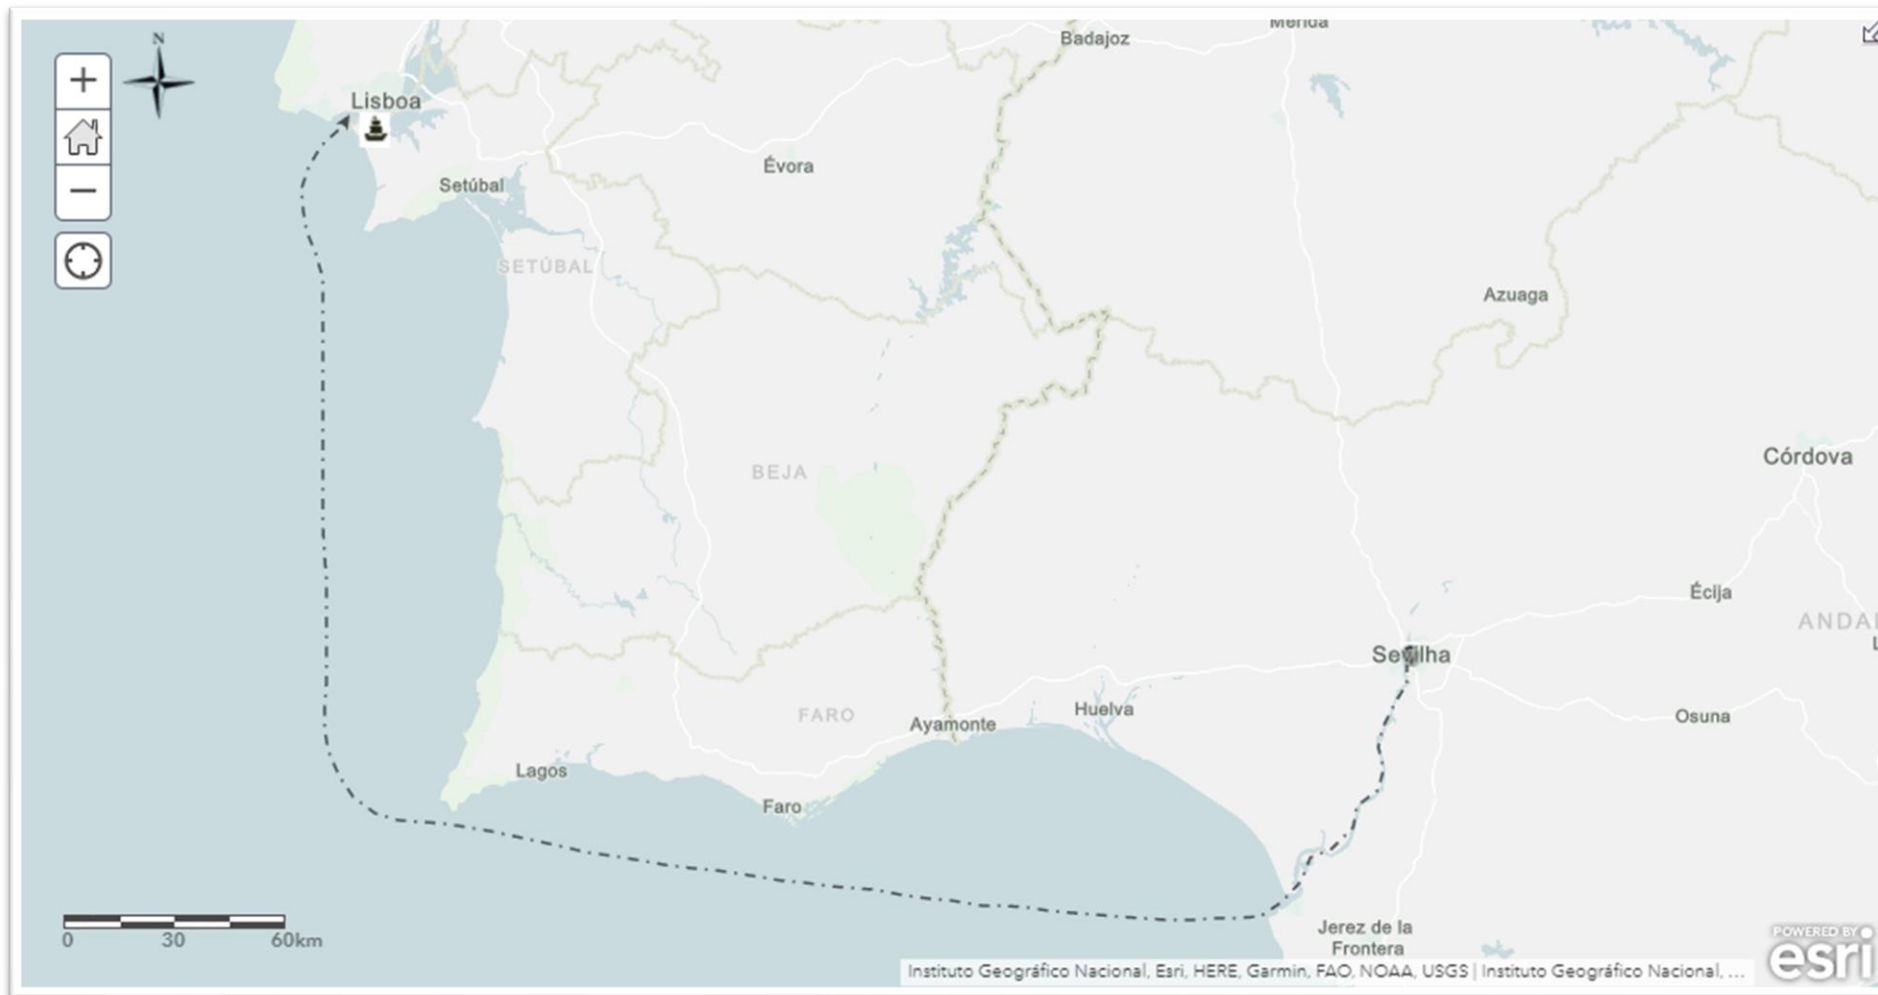 Badajoz
Mérida
N
+
Lisboa
−
Évora
Setúbal
SETÚBAL
Azuaga
Córdova
BEJA
Écija
ANDAL
Sevilha
FARO
Ayamonte
Huelva
Osuna
Lagos
Faro
0 30 60km
Jerez de la
Frontera
POWERED BY
esri
Instituto Geográfico Nacional, Esri, HERE, Garmin, FAO, NOAA, USGS | Instituto Geográfico Nacional, ...